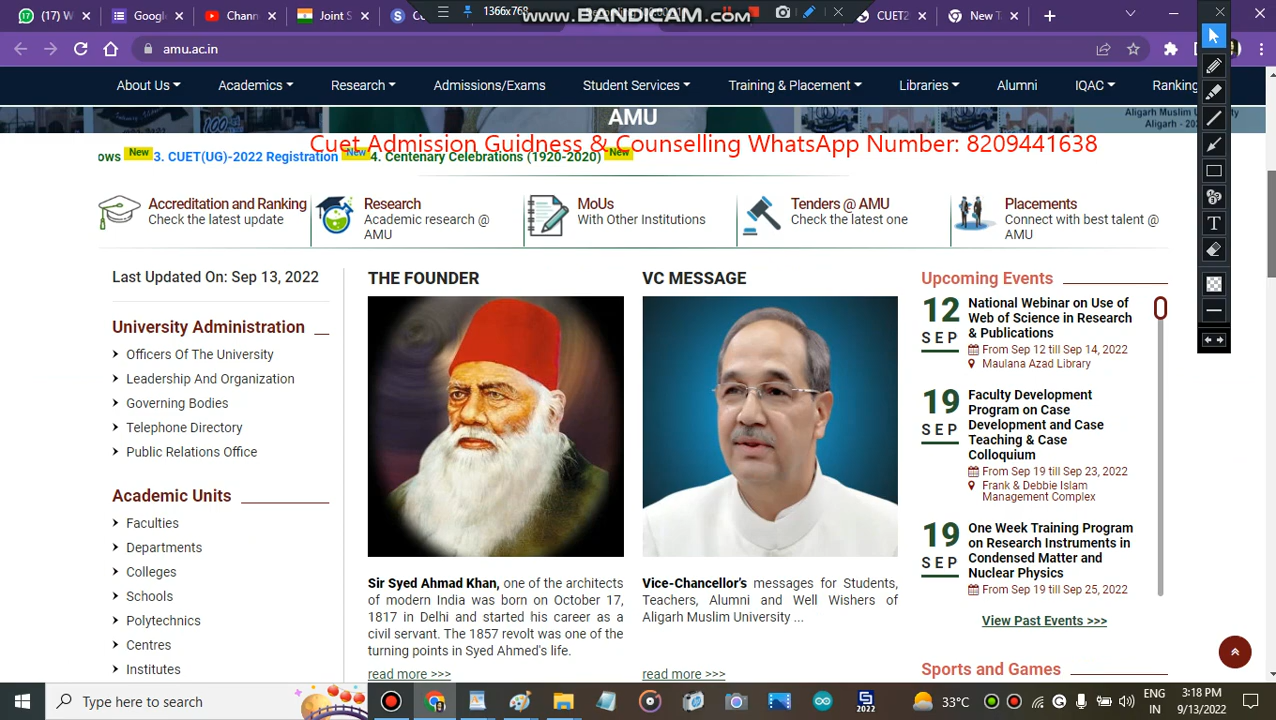 (17) W
Google
Channe
Stud
S C
1366x768
www.BANDICAM.com
CUET2
New T
amu.ac.in
About Us
Academics
Research
Admissions/Exams
Student Services
Training & Placement
Libraries
Alumni
IQAC
Ranking
AMU
Aligarh Muslim University
Cuet Admission Guidness & Counselling WhatsApp Number: 8209441638
ows New 3. CUET(UG)-2022 Registration New 4. Centenary Celebrations (1920-2020) New
Accreditation and Ranking
Check the latest update
Research
Academic research @
AMU
MoUs
With Other Institutions
Tenders @ AMU
Check the latest one
Placements
Connect with best talent @
AMU
Last Updated On: Sep 13, 2022
University Administration
Officers Of The University
Leadership And Organization
Governing Bodies
Telephone Directory
Public Relations Office
Academic Units
Faculties
Departments
Colleges
Schools
Polytechnics
Centres
Institutes
THE FOUNDER
Sir Syed Ahmad Khan, one of the architects
of modern India was born on October 17,
1817 in Delhi and started his career as a
civil servant. The 1857 revolt was one of the
turning points in Syed Ahmed's life.
read more >>>
VC MESSAGE
Vice-Chancellor's messages for Students,
Teachers, Alumni and Well Wishers of
Aligarh Muslim University ...
read more >>>
Upcoming Events
12
SEP
National Webinar on Use of
Web of Science in Research
& Publications
From Sep 12 till Sep 14, 2022
Maulana Azad Library
19
SEP
Faculty Development
Program on Case
Development and Case
Teaching & Case
Colloquium
From Sep 19 till Sep 23, 2022
Frank & Debbie Islam
Management Complex
19
SEP
One Week Training Program
on Research Instruments in
Condensed Matter and
Nuclear Physics
From Sep 19 till Sep 25, 2022
View Past Events >>>
Sports and Games
Type here to search
2022
33°C
ENG
IN
3:18 PM
9/13/2022